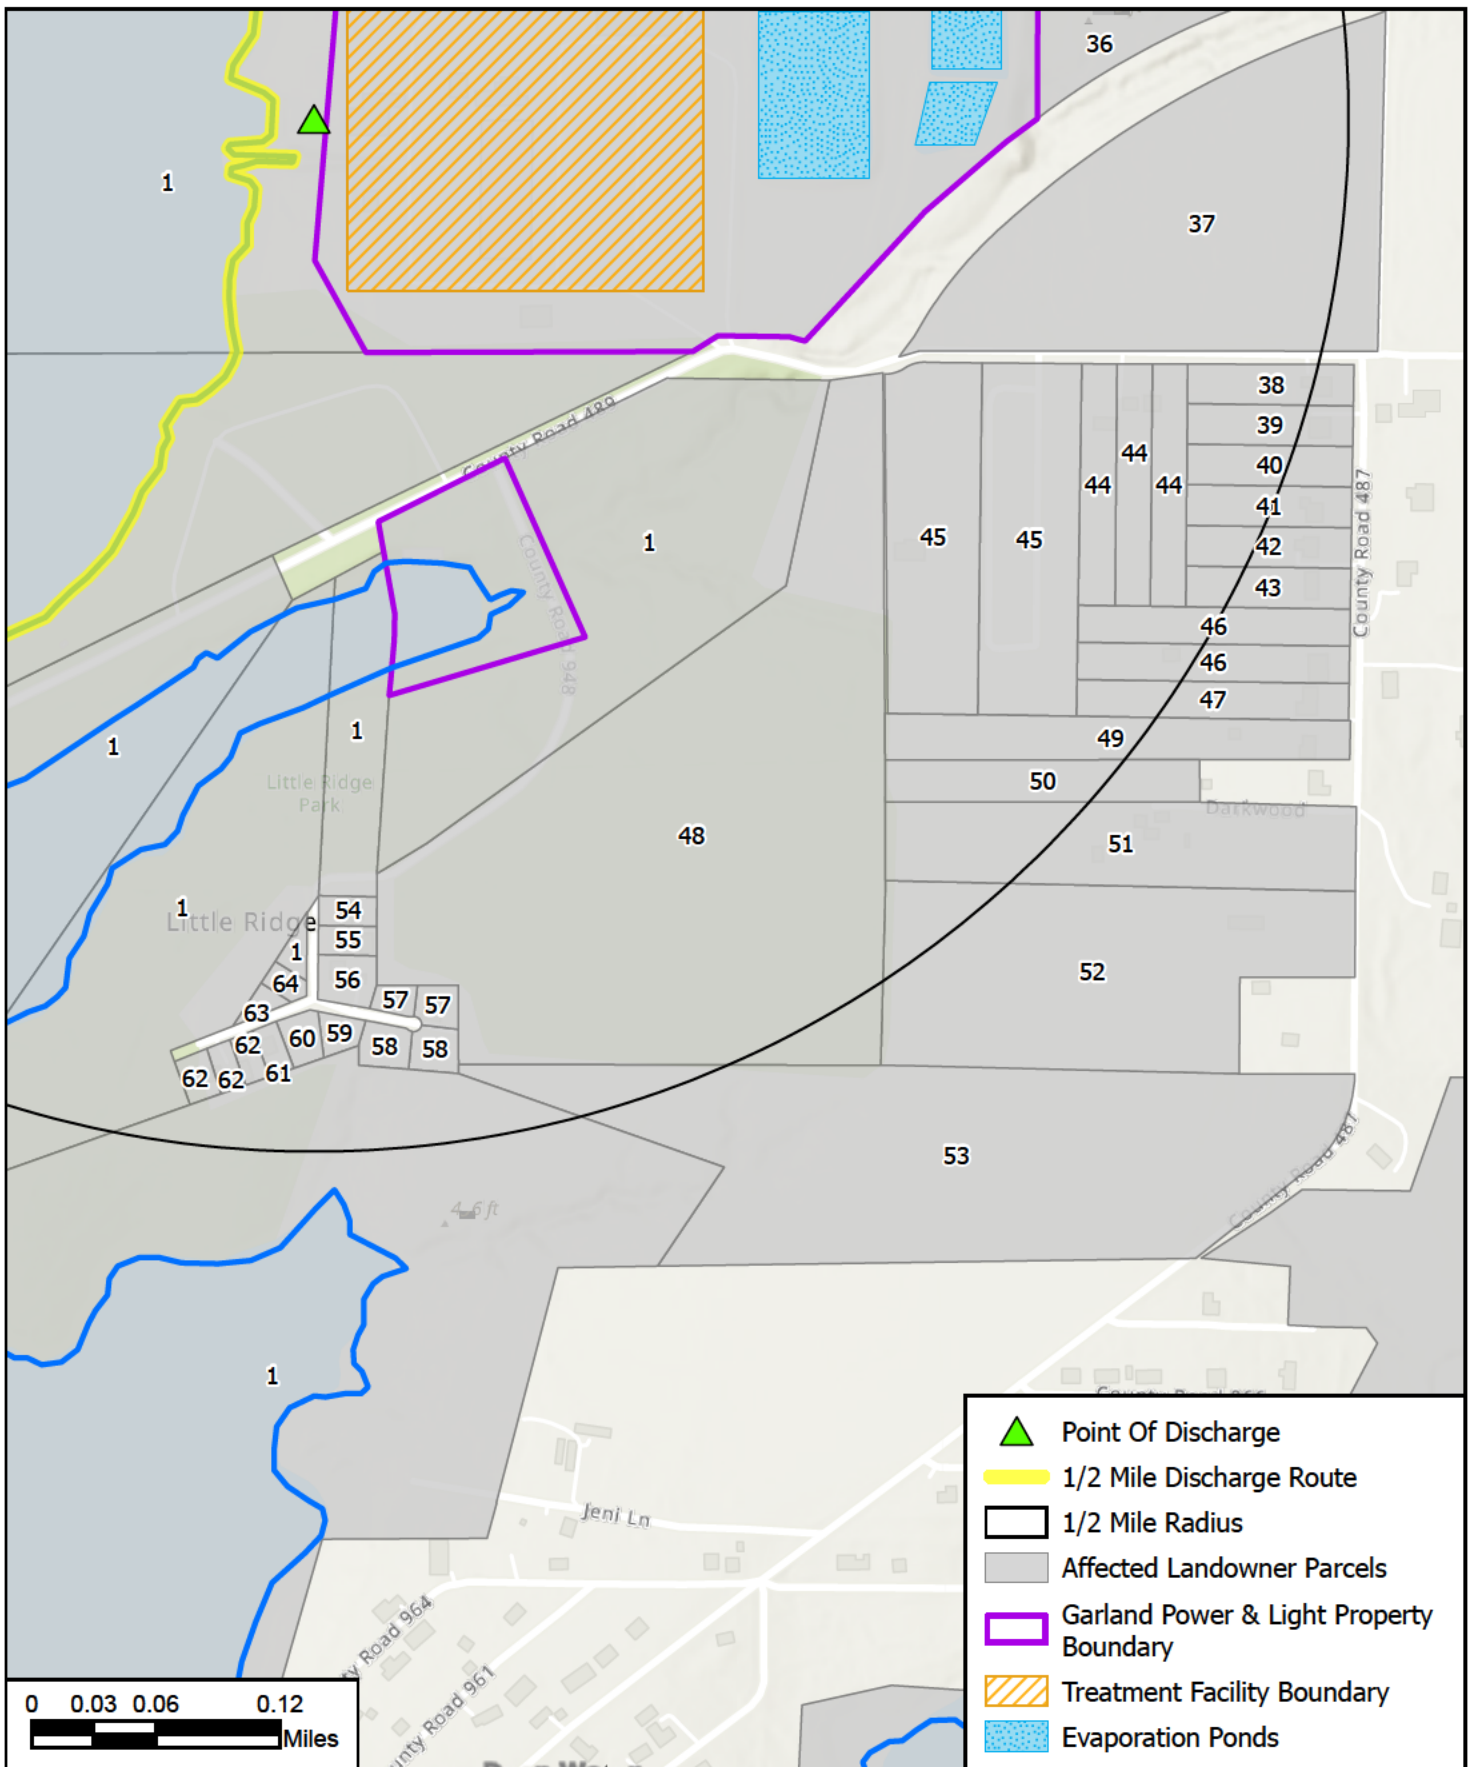 36
1
37
County Road 489
38
39
44
40
44
44
41
1
45
45
42
County Road 487
County Road 948
43
46
46
47
1
49
1
50
Little Ridge
Park
Darkwood
48
51
1
54
Little Ridge
55
1
52
56
64
57
57
63
59
60
62
58
58
61
62
62
53
County Road 487
1
Jeni Ln
ty Road 964
unty Road 961
Point Of Discharge
1/2 Mile Discharge Route
1/2 Mile Radius
Affected Landowner Parcels
Garland Power & Light Property
Boundary
Treatment Facility Boundary
Evaporation Ponds
0 0.03 0.06 0.12
Miles